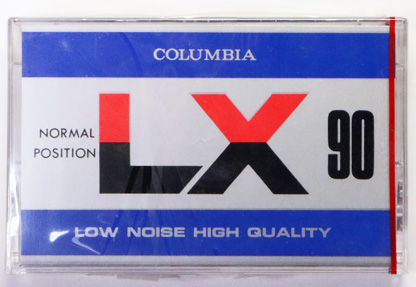 COLUMBIA
NORMAL
POSITION
LX
90
LOW NOISE HIGH QUALITY